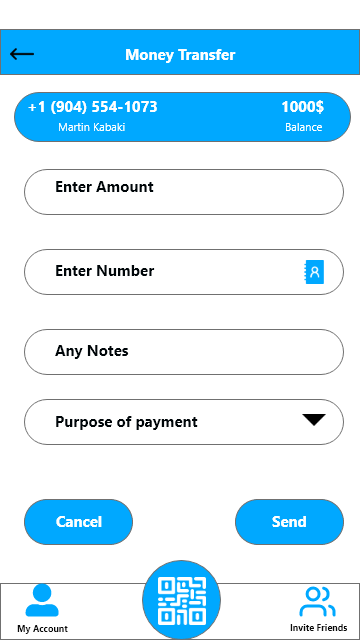 Money Transfer
+1 (904) 554-1073
1000$
Martin Kabaki
Balance
Enter Amount
Enter Number
Any Notes
Purpose of payment
Cancel
Send
My Account
Invite Friends